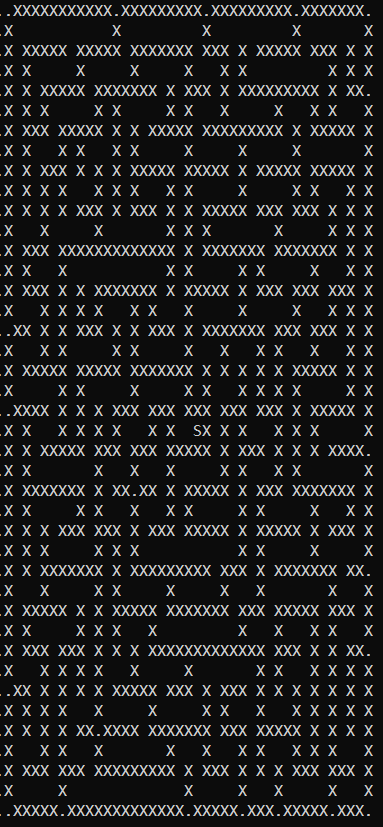 ..XXXXXXXXXXX.XXXXXXXXX.XXXXXXXXX.XXXXXXX.
.X           X         X         X       X
.X XXXXX XXXXX XXXXXXX XXX X XXXXX XXX X X
.X X     X     X     X   X X         X X X
.X X XXXXX XXXXXXX X XXX X XXXXXXXXX X XX.
.X X X     X X     X X   X     X   X X   X
.X XXX XXXXX X X XXXXX XXXXXXXXX X XXXXX X
.X     X X   X X     X     X     X       X
.X X XXX X X X XXXXX XXXXX X XXXXX XXXXX X
.X X X X   X X X   X X     X     X   X X X
.X X X X XXX X XXX X X XXXXX XXX XXX X X X
.X   X     X       X X X       X     X X X
.X XXX XXXXXXXXXXXXX X XXXXXXX XXXXXXX X X
.X X   X           X X     X X     X   X X
.X XXX X X XXXXXXX X XXXXX X XXX XXX XXX X
.X   X X X X   X X   X     X     X     X X
..XX X X XXX X X XXX X XXXXXXX XXX XXX X X
.X   X X     X X     X   X   X X   X   X X
.X XXXXX XXXXX XXXXXXX X X X X X XXXXX X X
.X     X X   X       X     X X X       X X
..XXXX X X X XXX XXX XXX XXX XXX X XXXXX X
.X X   X X X X   X X  SX   X X   X X     X
.X XXXXX XXX XXX XXXXX X XXX X X XXX XXXX.
.X     X   X   X   X       X X   X   X   X
.X XXXXXXX X XX.XX X XXXXX X XXX XXXXXXX X
.X     X X   X   X X X     X   X     X   X
.X X XXX XXX X XXX XXXXX X XXXXX X XXX X X
.X X     X X X           X X     X     X X
.X XXXXXXX X XXXXXXXXX XXX X XXXXXXX XX.
.X   X     X     X     X   X         X   X
.X XXXXX X X XXXXX XXXXXXX XXX XXXXX XXX X
.X X     X X X   X         X   X   X X   X
.X XXX XXX X X X XXXXXXXXXXXXX XXX X X XX.
.X   X X X     X     X       X X   X X X X
..XX X X X X XXXXX XXX X XXX X X X X X X X
.X X X X   X     X     X X   X   X X X   X
.X X X X XX.XXXX XXXXXXX XXX XXXXX X X X X
.X   X X   X       X   X X   X     X X X X
.X XXX XXX XXXXXXXXXX X XXX X X X XXX XXX X
.X     X             X     X   X   X     X
..XXXXX.XXXXXXXXXXXXX.XXXXX.XXX.XXXXX.XXX.